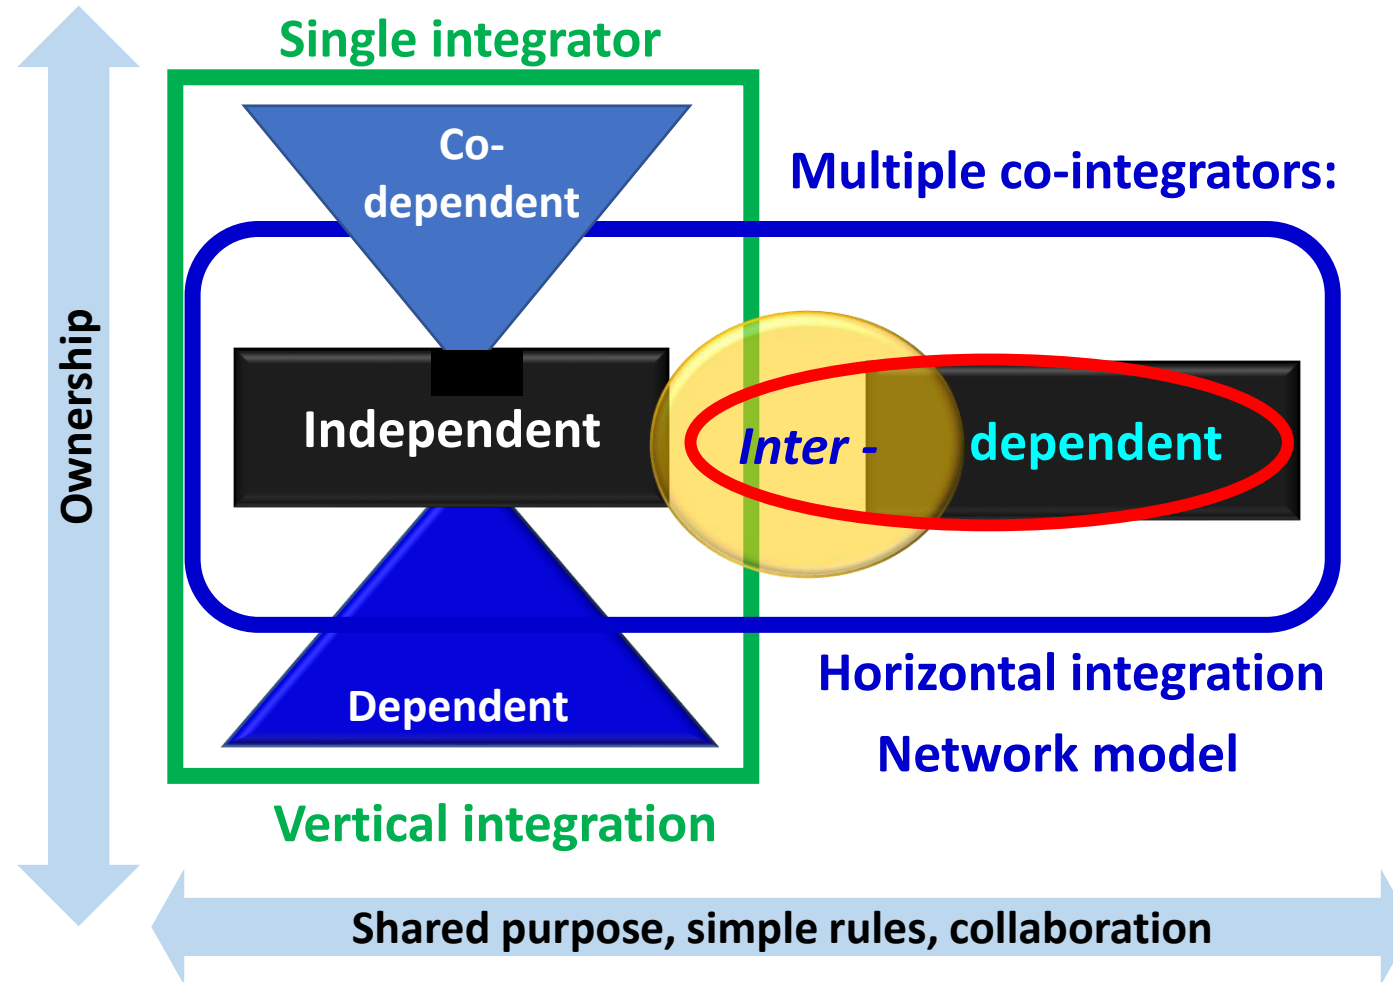 Single integrator
Co-
dependent
Multiple co-integrators:
Ownership
Independent
Inter - dependent
Dependent
Horizontal integration
Network model
Vertical integration
Shared purpose, simple rules, collaboration